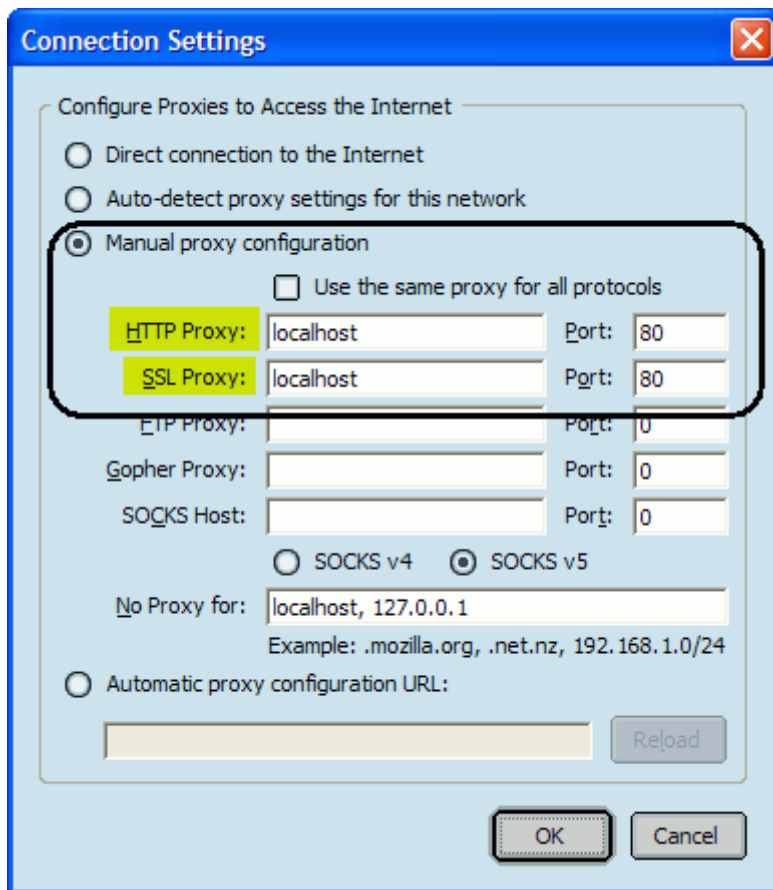 Connection Settings
Configure Proxies to Access the Internet
Direct connection to the Internet
Auto-detect proxy settings for this network
Manual proxy configuration
Use the same proxy for all protocols
HTTP Proxy: localhost Port: 80
SSL Proxy: localhost Port: 80
FTP Proxy: Port: 0
Gopher Proxy: Port: 0
SOCKS Host: Port: 0
SOCKS v4 SOCKS v5
No Proxy for: localhost, 127.0.0.1
Example: .mozilla.org, .net.nz, 192.168.1.0/24
Automatic proxy configuration URL:
Reload
OK Cancel